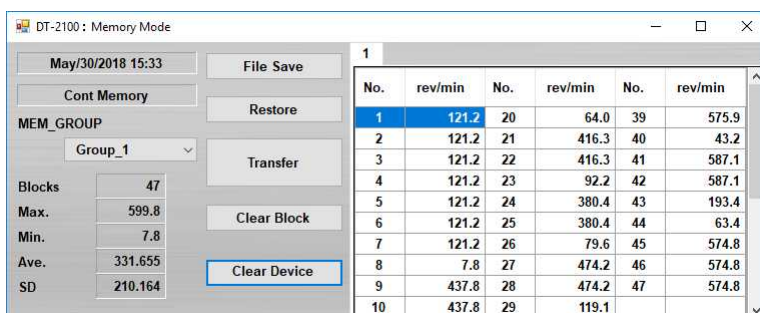 DT-2100 : Memory Mode
May/30/2018 15:33
Cont Memory
MEM_GROUP
Group_1
Blocks 47
Max. 599.8
Min. 7.8
Ave. 331.655
SD 210.164
File Save
Restore
Transfer
Clear Block
Clear Device
1
No. rev/min No. rev/min No. rev/min
1 121.2 20 64.0 39 575.9
2 121.2 21 416.3 40 43.2
3 121.2 22 416.3 41 587.1
4 121.2 23 92.2 42 587.1
5 121.2 24 380.4 43 193.4
6 121.2 25 380.4 44 63.4
7 121.2 26 79.6 45 574.8
8 7.8 27 474.2 46 574.8
9 437.8 28 474.2 47 574.8
10 437.8 29 119.1